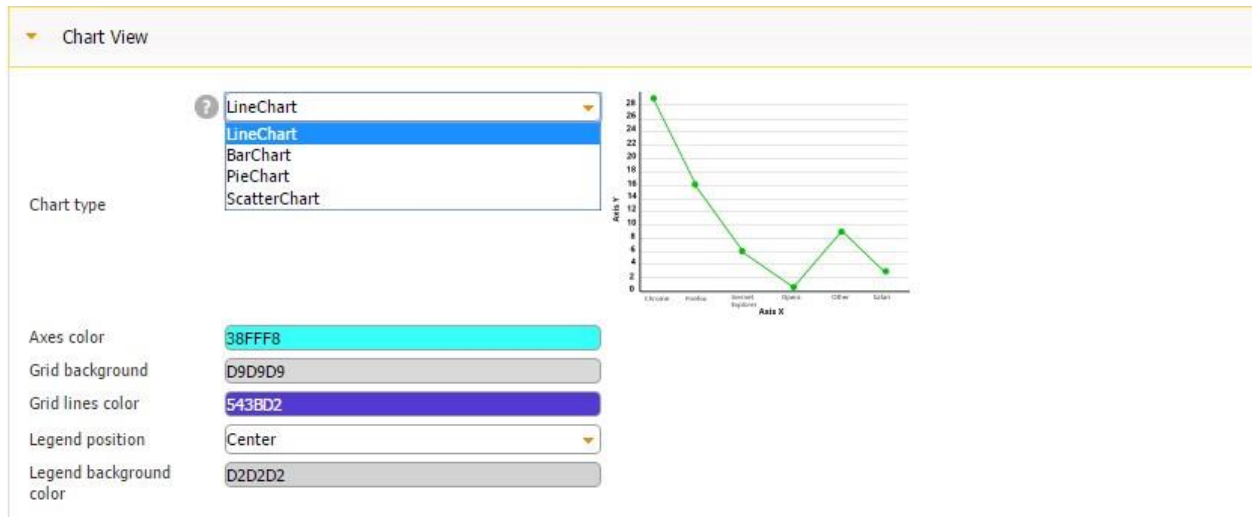 Chart View
?
LineChart
LineChart
BarChart
PieChart
ScatterChart
Chart type
28
26
24
22
20
18
16
14
12
10
8
6
4
2
0
Axis Y
Chrome Firefox Internet Explorer Opera Other Safari
Axis X
Axes color
38FFF8
Grid background
D9D9D9
Grid lines color
543BD2
Legend position
Center
Legend background
color
D2D2D2